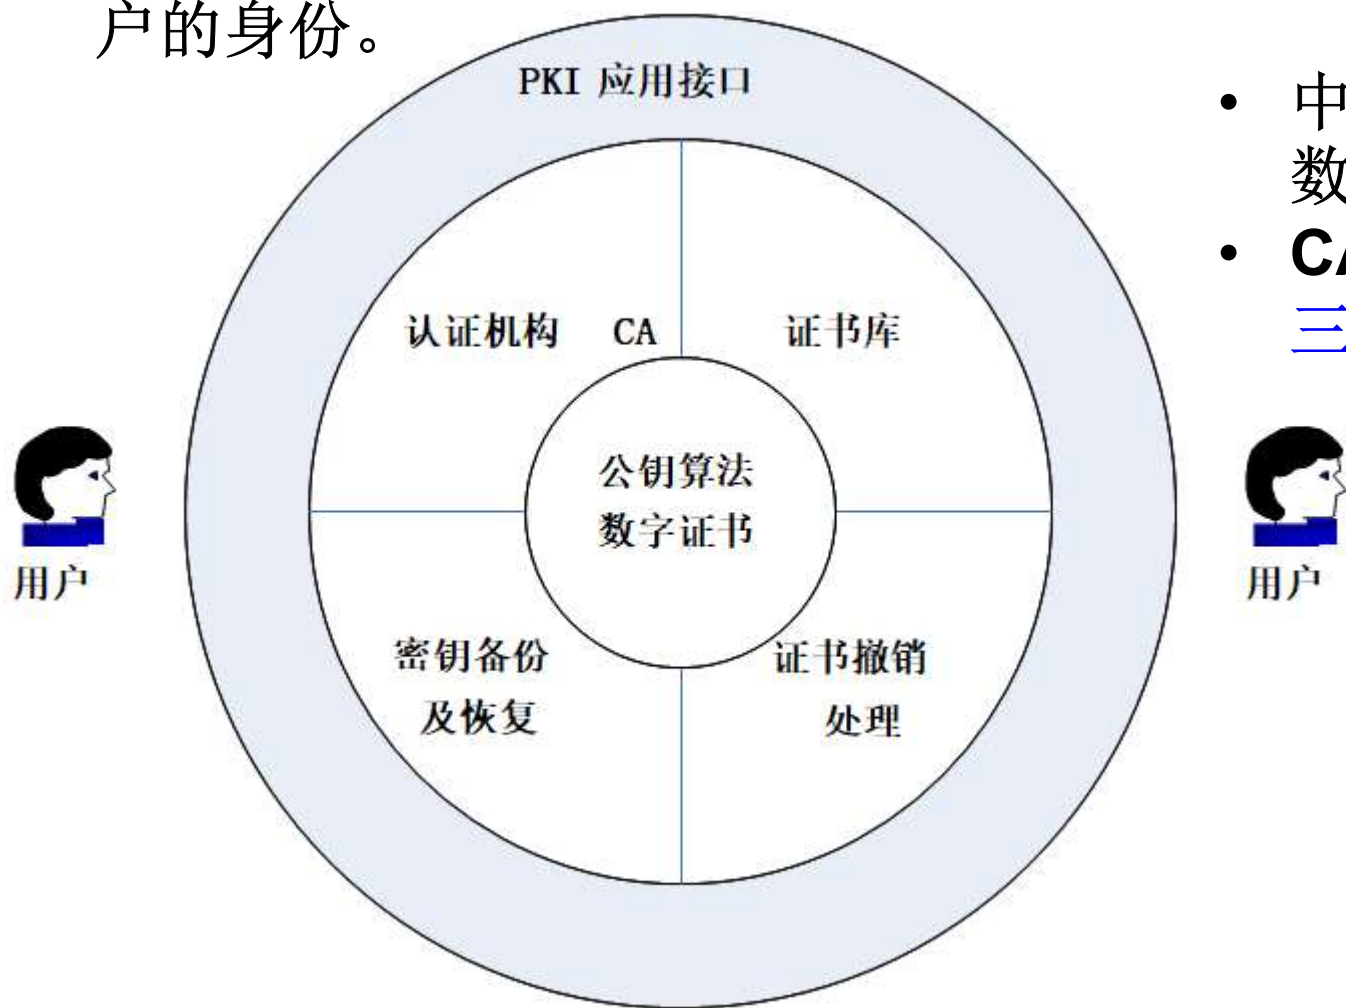 户的身份。
PKI 应用接口
• 中
数
• CA
三
认证机构 CA
证书库
公钥算法
数字证书
用户
用户
密钥备份
及恢复
证书撤销
处理